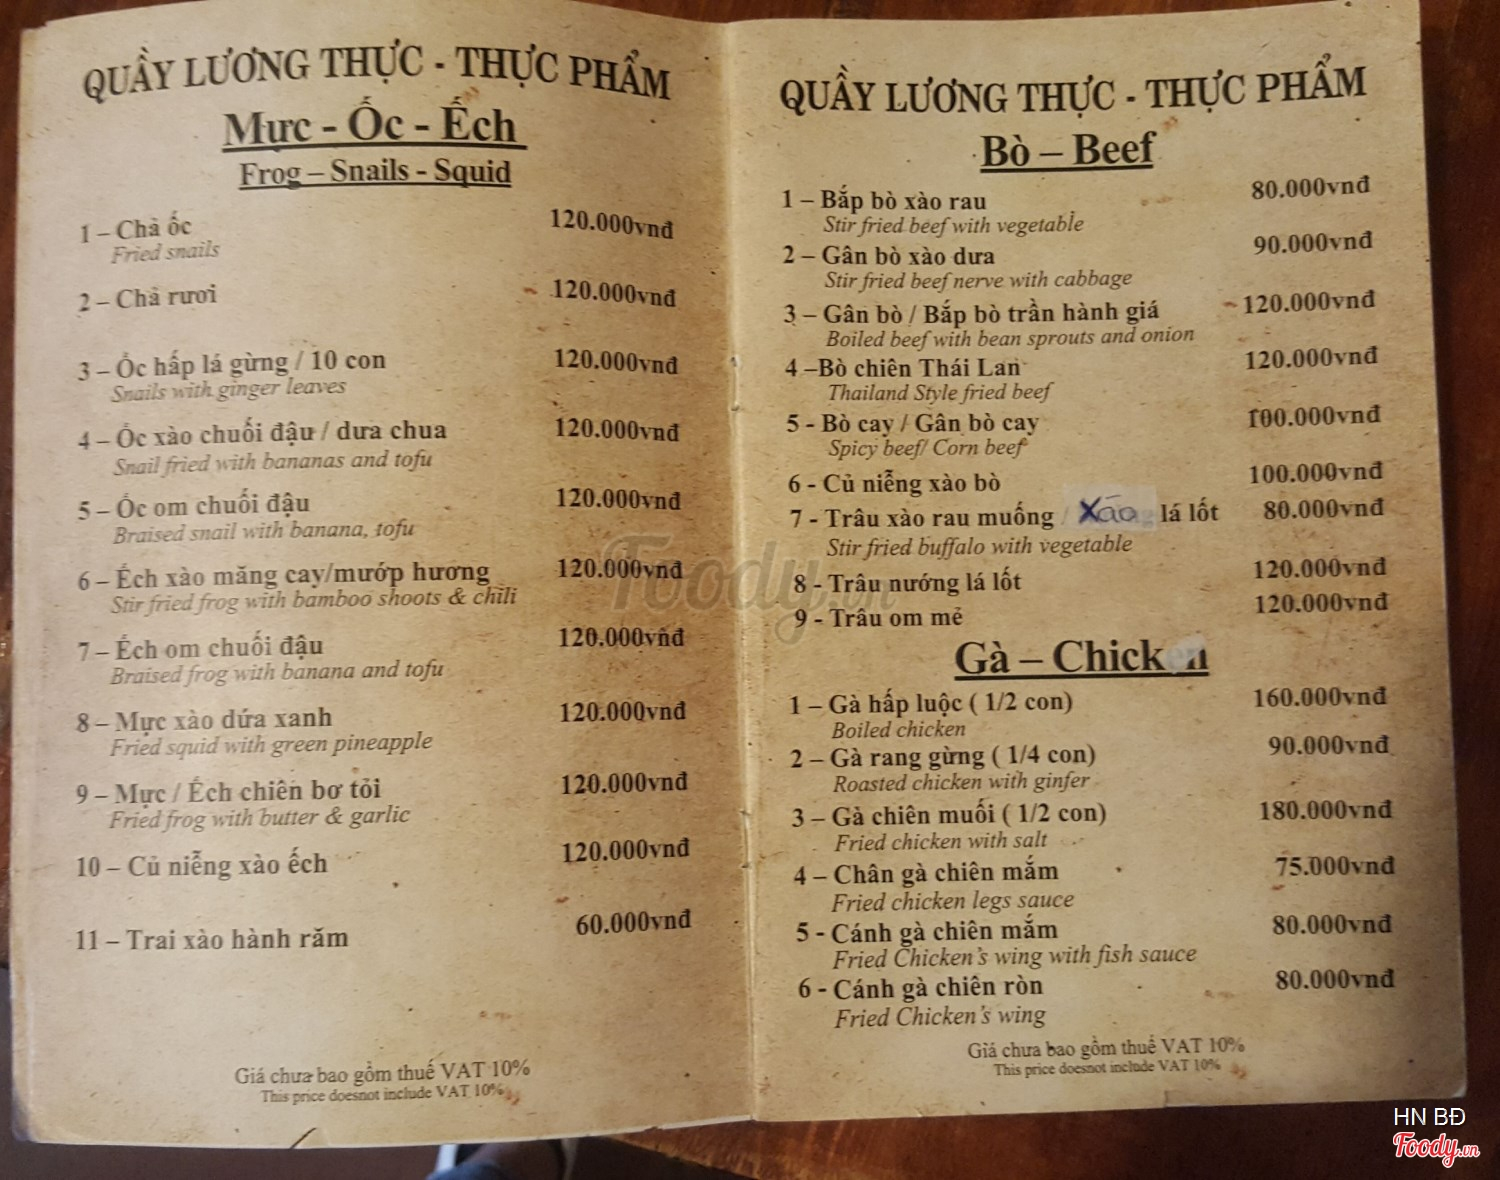 QUẦY LƯƠNG THỰC - THỰC PHẨM
Mực - Ốc - Ếch
Frog – Snails - Squid
1 – Chả ốc 120.000vnđ
Fried snails
2 – Chả rươi 120.000vnđ
3 – Ốc hấp lá gừng / 10 con 120.000vnđ
Snails with ginger leaves
4 – Ốc xào chuối đậu / dưa chua 120.000vnđ
Snail fried with bananas and tofu
5 – Ốc om chuối đậu 120.000vnđ
Braised snail with banana, tofu
6 – Ếch xào măng cay/mướp hương 120.000vnđ
Stir fried frog with bamboo shoots & chili
7 – Ếch om chuối đậu 120.000vnđ
Braised frog with banana and tofu
8 – Mực xào dứa xanh 120.000vnđ
Fried squid with green pineapple
9 – Mực / Ếch chiên bơ tỏi 120.000vnđ
Fried frog with butter & garlic
10 – Củ niễng xào ếch 120.000vnđ
11 – Trai xào hành răm 60.000vnđ
Giá chưa bao gồm thuế VAT 10%
This price doesnot include VAT 10%
QUẦY LƯƠNG THỰC - THỰC PHẨM
Bò – Beef
1 – Bắp bò xào rau 80.000vnđ
Stir fried beef with vegetable
2 – Gân bò xào dưa 90.000vnđ
Stir fried beef nerve with cabbage
3 – Gân bò / Bắp bò trần hành giá 120.000vnđ
Boiled beef with bean sprouts and onion
4 –Bò chiên Thái Lan 120.000vnđ
Thailand Style fried beef
5 - Bò cay / Gân bò cay 100.000vnđ
Spicy beef/ Corn beef
6 - Củ niễng xào bò 100.000vnđ
7 - Trâu xào rau muống / Xáo lá lốt 80.000vnđ
Stir fried buffalo with vegetable
8 - Trâu nướng lá lốt 120.000vnđ
9 - Trâu om mẻ 120.000vnđ
Gà – Chicken
1 – Gà hấp luộc ( 1/2 con) 160.000vnđ
Boiled chicken
2 – Gà rang gừng ( 1/4 con) 90.000vnđ
Roasted chicken with ginfer
3 – Gà chiên muối ( 1/2 con) 180.000vnđ
Fried chicken with salt
4 – Chân gà chiên mắm 75.000vnđ
Fried chicken legs sauce
5 - Cánh gà chiên mắm 80.000vnđ
Fried Chicken's wing with fish sauce
6 - Cánh gà chiên ròn 80.000vnđ
Fried Chicken's wing
Giá chưa bao gồm thuế VAT 10%
This price doesnot include VAT 10%
Foody.vn
HN BĐ
Foody.vn